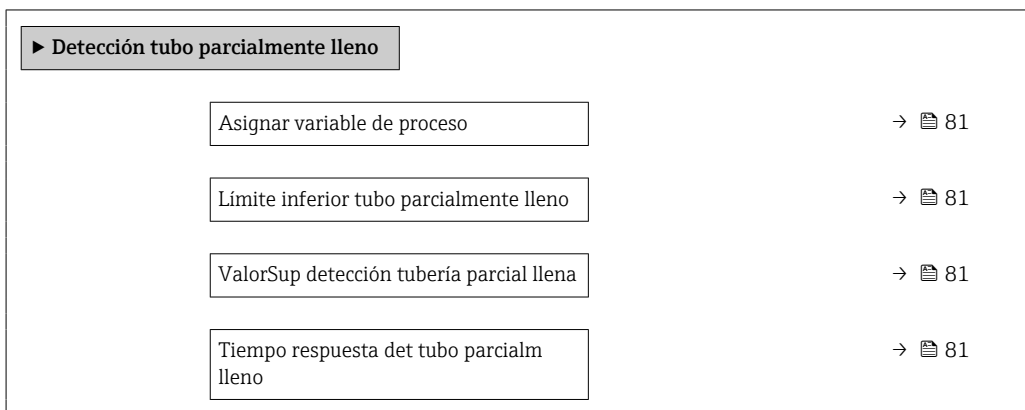 ► Detección tubo parcialmente lleno
Asignar variable de proceso → 81
Límite inferior tubo parcialmente lleno → 81
ValorSup detección tubería parcial llena → 81
Tiempo respuesta det tubo parcialm → 81
lleno